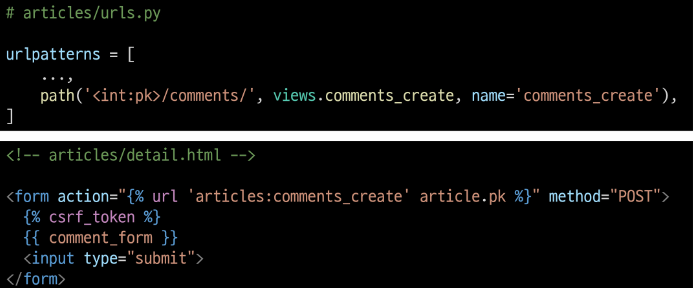 # articles/urls.py
urlpatterns = [
    ...,
    path('<int:pk>/comments/', views.comments_create, name='comments_create'),
]
<!-- articles/detail.html -->
<form action="{% url 'articles:comments_create' article.pk %}" method="POST">
  {% csrf_token %}
  {{ comment_form }}
  <input type="submit">
</form>